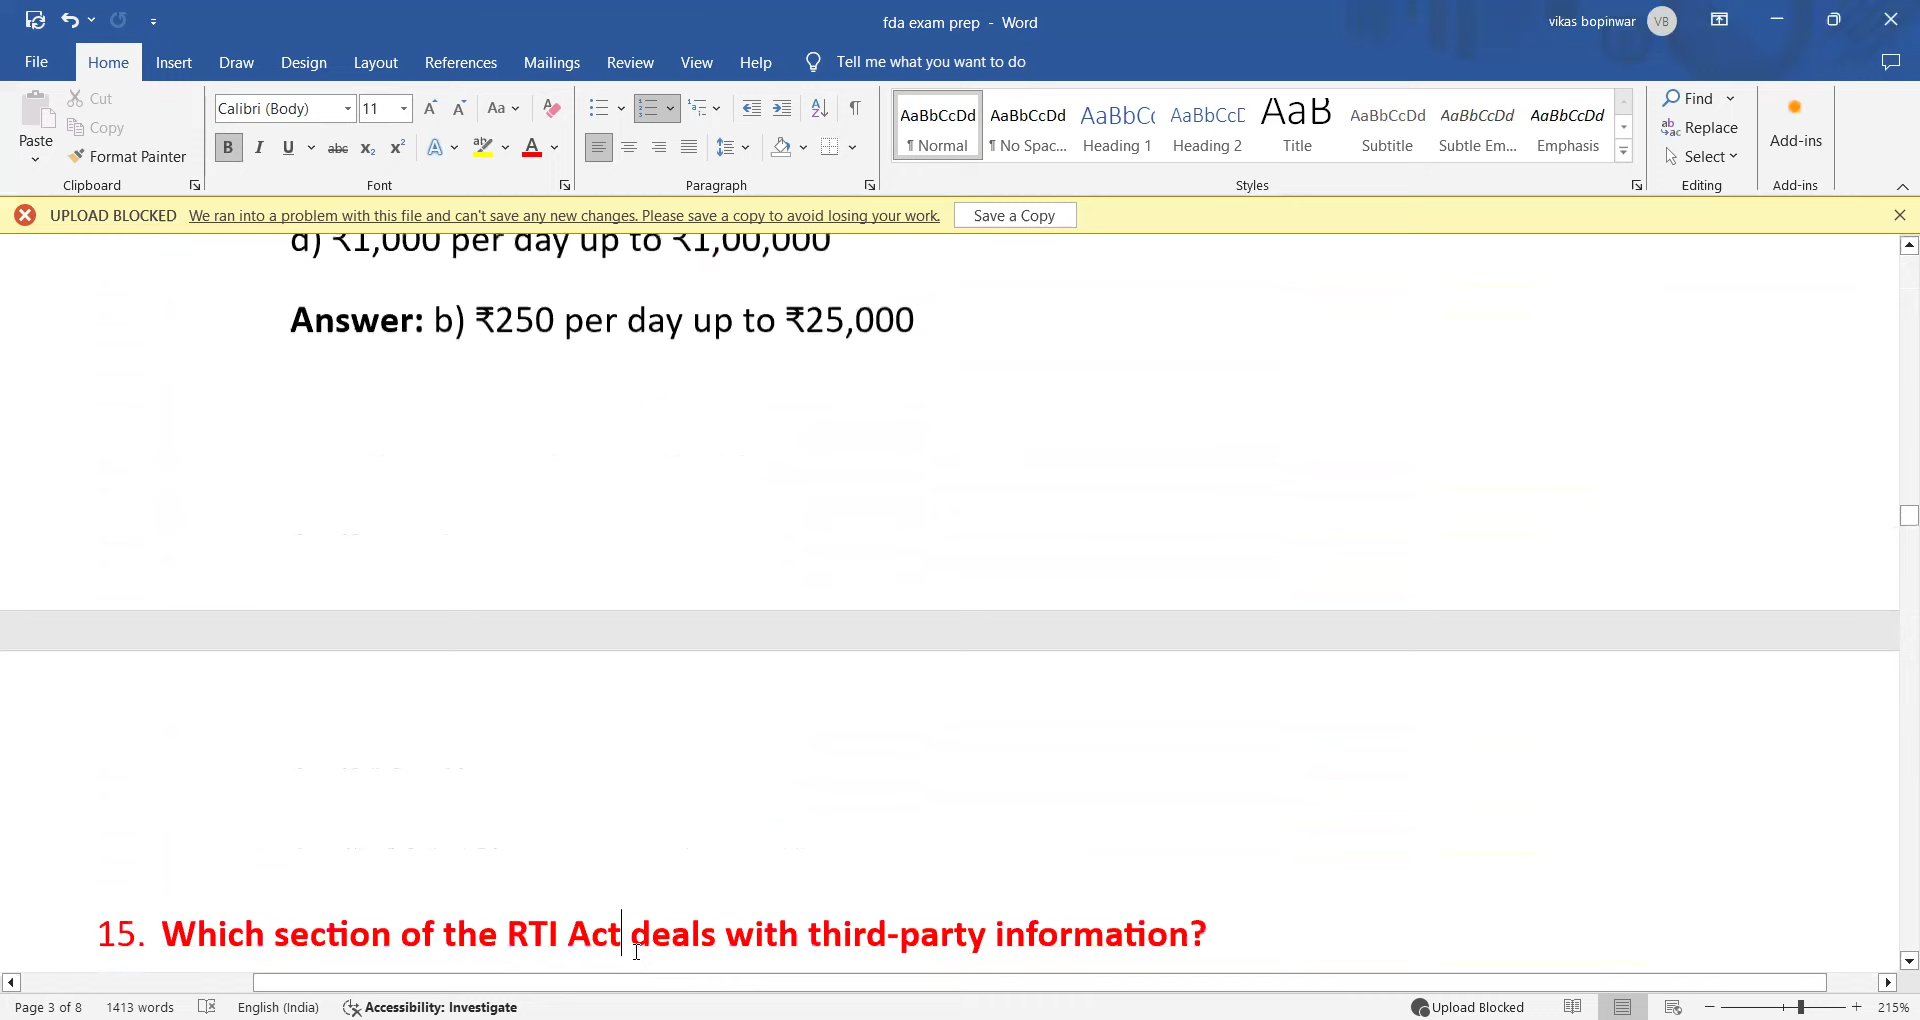 fda exam prep - Word
vikas bopinwar VB
File Home Insert Draw Design Layout References Mailings Review View Help Tell me what you want to do
Paste Cut Copy Format Painter
Clipboard
Calibri (Body) 11 Aa
B I U abc x₂ x² A ab A
Font
Paragraph
AaBbCcDd AaBbCcDd AaBbCc AaBbCcE AaB AaBbCcDd AaBbCcDd AaBbCcDd
¶ Normal ¶ No Spac... Heading 1 Heading 2 Title Subtitle Subtle Em... Emphasis
Styles
Find
Replace
Select
Editing
Add-ins
Add-ins
UPLOAD BLOCKED We ran into a problem with this file and can't save any new changes. Please save a copy to avoid losing your work. Save a Copy
d) ₹1,000 per day up to ₹1,00,000
Answer: b) ₹250 per day up to ₹25,000
15. Which section of the RTI Act deals with third-party information?
Page 3 of 8 1413 words English (India) Accessibility: Investigate Upload Blocked 215%